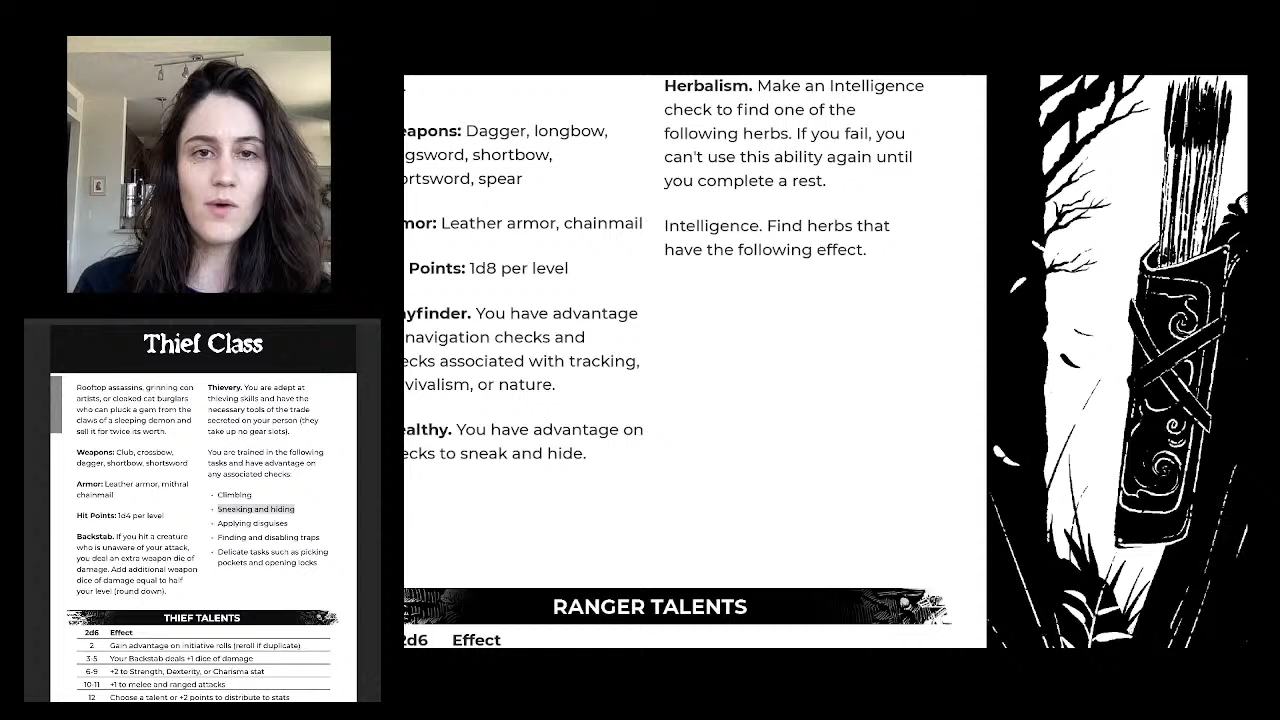 Thief Class
Rooftop assassins, grinning con
artists, or cloaked cat burglars
who can pluck a gem from the
claws of a sleeping demon and
sell it for twice its worth.
Weapons: Club, crossbow,
dagger, shortbow, shortsword
Armor: Leather armor, mithral
chainmail
Hit Points: 1d4 per level
Backstab. If you hit a creature
who is unaware of your attack,
you deal an extra weapon die of
damage. Add additional weapon
dice of damage equal to half
your level (round down).
Thievery. You are adept at
thieving skills and have the
necessary tools of the trade
secreted on your person (they
take up no gear slots).
You are trained in the following
tasks and have advantage on
any associated checks:
• Climbing
• Sneaking and hiding
• Applying disguises
• Finding and disabling traps
• Delicate tasks such as picking
pockets and opening locks
THIEF TALENTS
2d6 Effect
2 Gain advantage on initiative rolls (reroll if duplicate)
3-5 Your Backstab deals +1 dice of damage
6-9 +2 to Strength, Dexterity, or Charisma stat
10-11 +1 to melee and ranged attacks
12 Choose a talent or +2 points to distribute to stats
eapons: Dagger, longbow,
gsword, shortbow,
ortsword, spear
mor: Leather armor, chainmail
Points: 1d8 per level
yfinder. You have advantage
navigation checks and
ecks associated with tracking,
vivalism, or nature.
ealthy. You have advantage on
ecks to sneak and hide.
Herbalism. Make an Intelligence
check to find one of the
following herbs. If you fail, you
can't use this ability again until
you complete a rest.
Intelligence. Find herbs that
have the following effect.
RANGER TALENTS
2d6 Effect